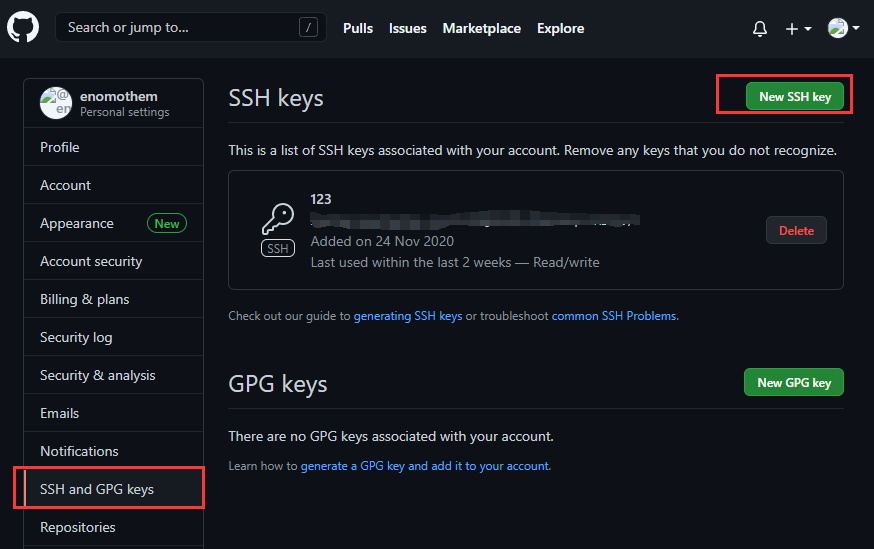 Search or jump to... /
Pulls Issues Marketplace Explore
enomothem
Personal settings
Profile
Account
Appearance New
Account security
Billing & plans
Security log
Security & analysis
Emails
Notifications
SSH and GPG keys
Repositories
SSH keys New SSH key
This is a list of SSH keys associated with your account. Remove any keys that you do not recognize.
123
SSH
Added on 24 Nov 2020
Last used within the last 2 weeks — Read/write
Delete
Check out our guide to generating SSH keys or troubleshoot common SSH Problems.
GPG keys New GPG key
There are no GPG keys associated with your account.
Learn how to generate a GPG key and add it to your account.